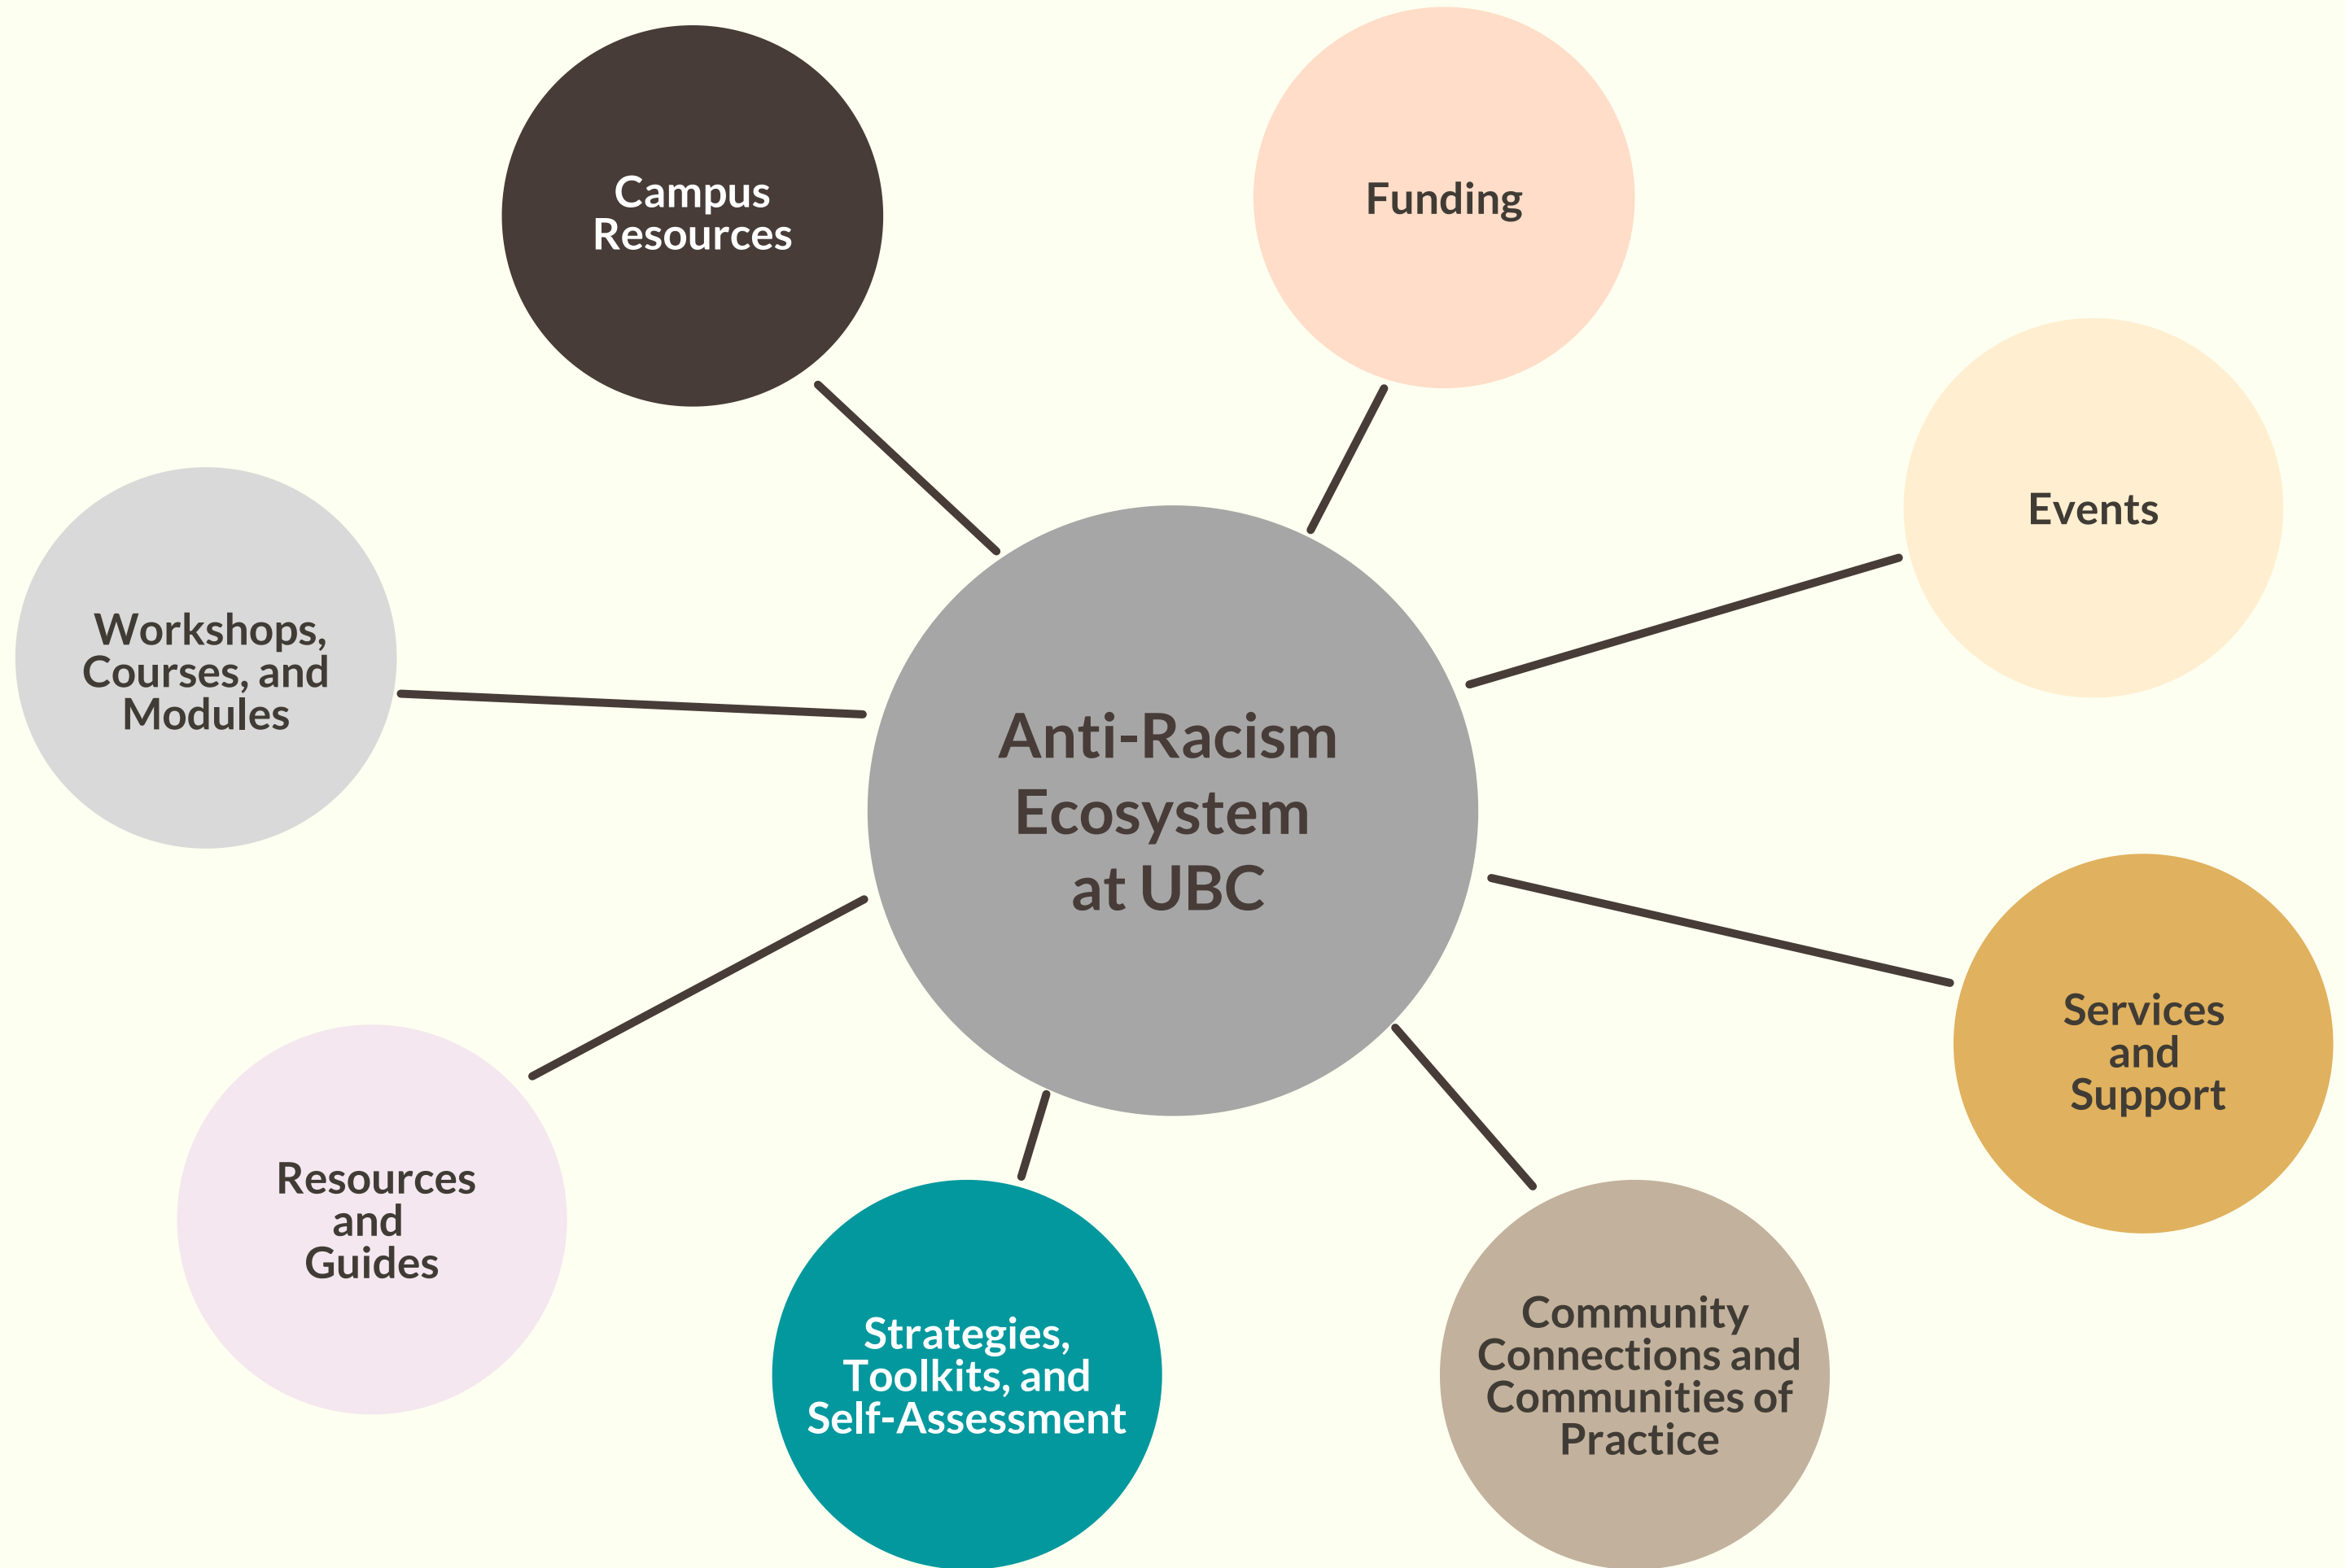 Campus
Resources
Funding
Events
Workshops,
Courses, and
Modules
Anti-Racism
Ecosystem
at UBC
Services
and
Support
Resources
and
Guides
Strategies,
Toolkits, and
Self-Assessment
Community
Connections and
Communities of
Practice